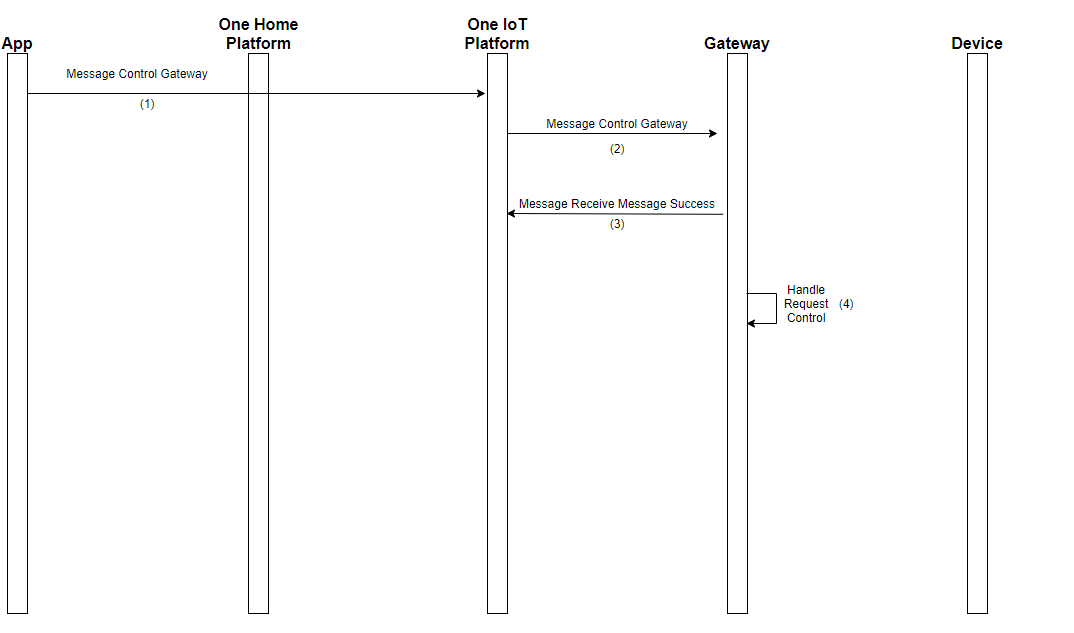 App
One Home
Platform
One IoT
Platform
Gateway
Device
Message Control Gateway
(1)
Message Control Gateway
(2)
Message Receive Message Success
(3)
Handle
Request (4)
Control